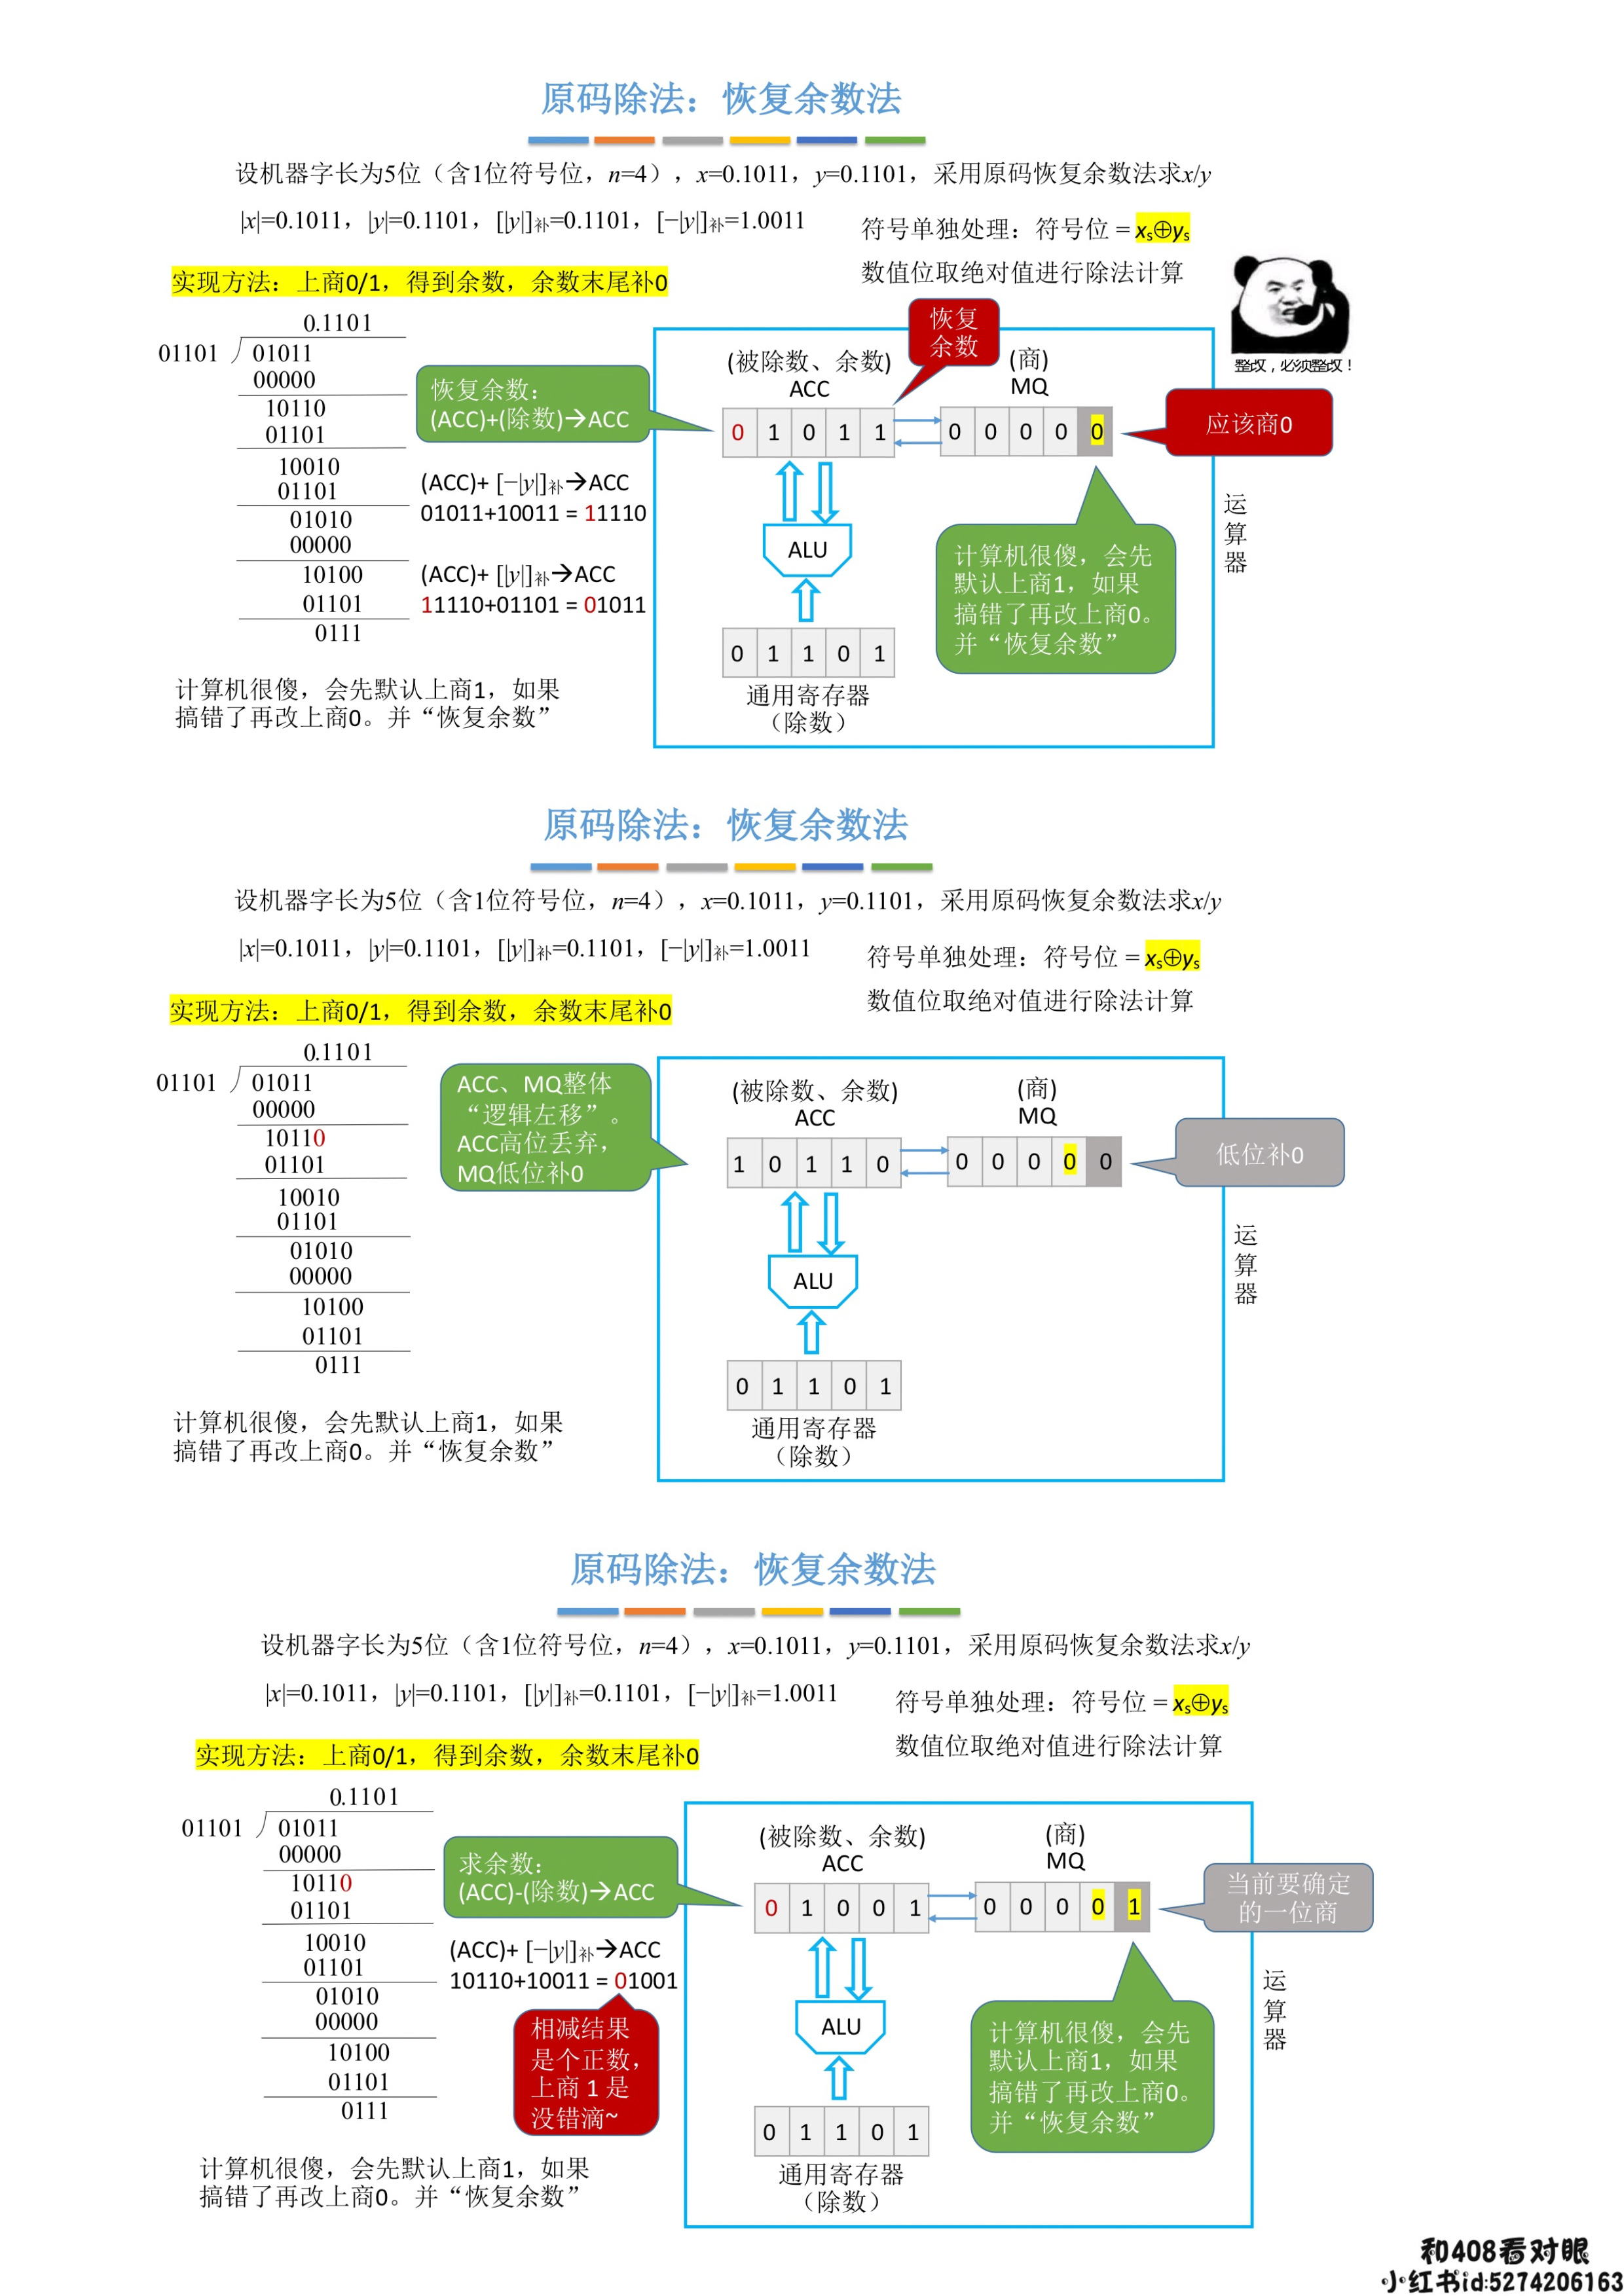 原码除法：恢复余数法
设机器字长为5位（含1位符号位，n=4），x=0.1011，y=0.1101，采用原码恢复余数法求x/y
|x|=0.1011，|y|=0.1101，[|y|]补=0.1101，[−|y|]补=1.0011
符号单独处理：符号位 = xs⊕ys
数值位取绝对值进行除法计算
实现方法：上商0/1，得到余数，余数末尾补0
整改，必须整改！
0.1101
01101
01011
00000
10110
01101
10010
01101
01010
00000
10100
01101
0111
计算机很傻，会先默认上商1，如果
搞错了再改上商0。并“恢复余数”
恢复余数：
(ACC)+(除数)→ACC
(ACC)+ [−|y|]补→ACC
01011+10011 = 11110
(ACC)+ [|y|]补→ACC
11110+01101 = 01011
恢复
余数
(被除数、余数)
ACC
(商)
MQ
0 1 0 1 1
0 0 0 0 0
应该商0
ALU
计算机很傻，会先
默认上商1，如果
搞错了再改上商0。
并“恢复余数”
0 1 1 0 1
通用寄存器
（除数）
运
算
器
原码除法：恢复余数法
设机器字长为5位（含1位符号位，n=4），x=0.1011，y=0.1101，采用原码恢复余数法求x/y
|x|=0.1011，|y|=0.1101，[|y|]补=0.1101，[−|y|]补=1.0011
符号单独处理：符号位 = xs⊕ys
数值位取绝对值进行除法计算
实现方法：上商0/1，得到余数，余数末尾补0
0.1101
01101
01011
00000
10110
01101
10010
01101
01010
00000
10100
01101
0111
计算机很傻，会先默认上商1，如果
搞错了再改上商0。并“恢复余数”
ACC、MQ整体
“逻辑左移”。
ACC高位丢弃，
MQ低位补0
(被除数、余数)
ACC
(商)
MQ
1 0 1 1 0
0 0 0 0 0
低位补0
ALU
0 1 1 0 1
通用寄存器
（除数）
运
算
器
原码除法：恢复余数法
设机器字长为5位（含1位符号位，n=4），x=0.1011，y=0.1101，采用原码恢复余数法求x/y
|x|=0.1011，|y|=0.1101，[|y|]补=0.1101，[−|y|]补=1.0011
符号单独处理：符号位 = xs⊕ys
数值位取绝对值进行除法计算
实现方法：上商0/1，得到余数，余数末尾补0
0.1101
01101
01011
00000
10110
01101
10010
01101
01010
00000
10100
01101
0111
计算机很傻，会先默认上商1，如果
搞错了再改上商0。并“恢复余数”
求余数：
(ACC)-(除数)→ACC
(ACC)+ [−|y|]补→ACC
10110+10011 = 01001
相减结果
是个正数，
上商 1 是
没错滴~
(被除数、余数)
ACC
(商)
MQ
0 1 0 0 1
0 0 0 0 1
当前要确定
的一位商
ALU
计算机很傻，会先
默认上商1，如果
搞错了再改上商0。
并“恢复余数”
0 1 1 0 1
通用寄存器
（除数）
运
算
器
和408看对眼
小红书id:5274206163